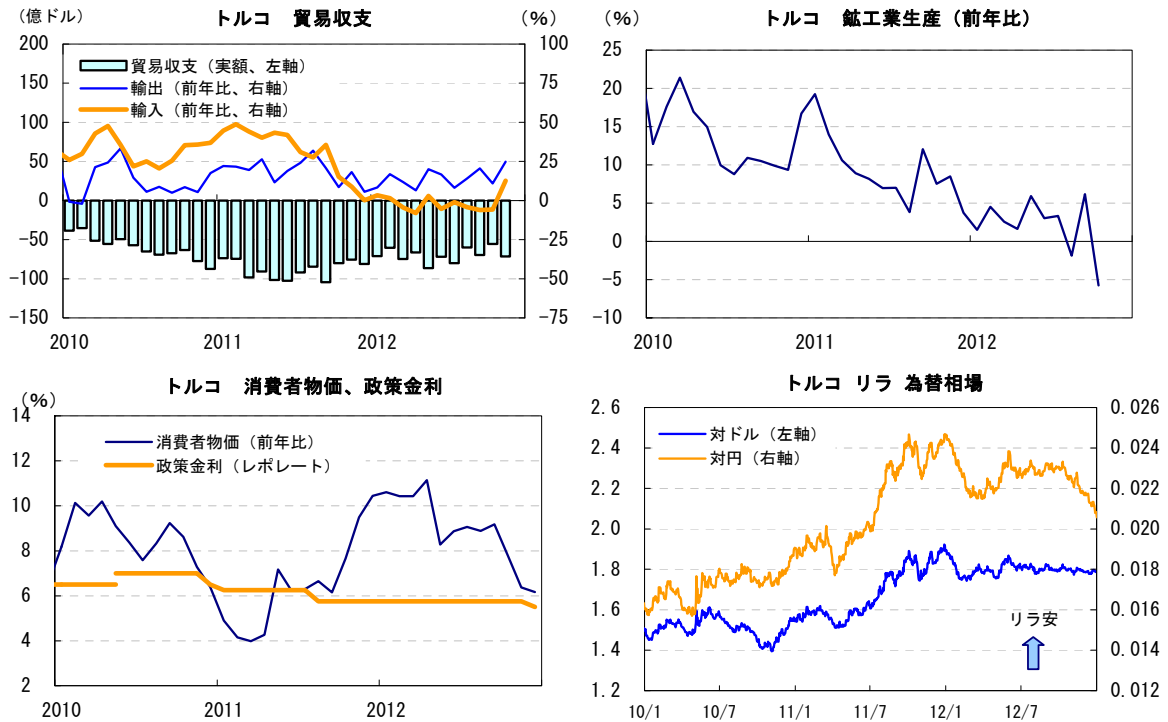 トルコ　貿易収支
（億ドル）
（%）
200
150
100
50
0
-50
-100
-150
100
75
50
25
0
-25
-50
-75
貿易収支（実額、左軸）
輸出（前年比、右軸）
輸入（前年比、右軸）
2010 2011 2012
トルコ　鉱工業生産（前年比）
（%）
25
20
15
10
5
0
-5
-10
2010 2011 2012
トルコ　消費者物価、政策金利
（%）
14
12
10
8
6
4
2
消費者物価（前年比）
政策金利（レポレート）
2010 2011 2012
トルコ リラ 為替相場
2.6
2.4
2.2
2.0
1.8
1.6
1.4
1.2
0.026
0.024
0.022
0.020
0.018
0.016
0.014
0.012
対ドル（左軸）
対円（右軸）
リラ安
10/1 10/7 11/1 11/7 12/1 12/7